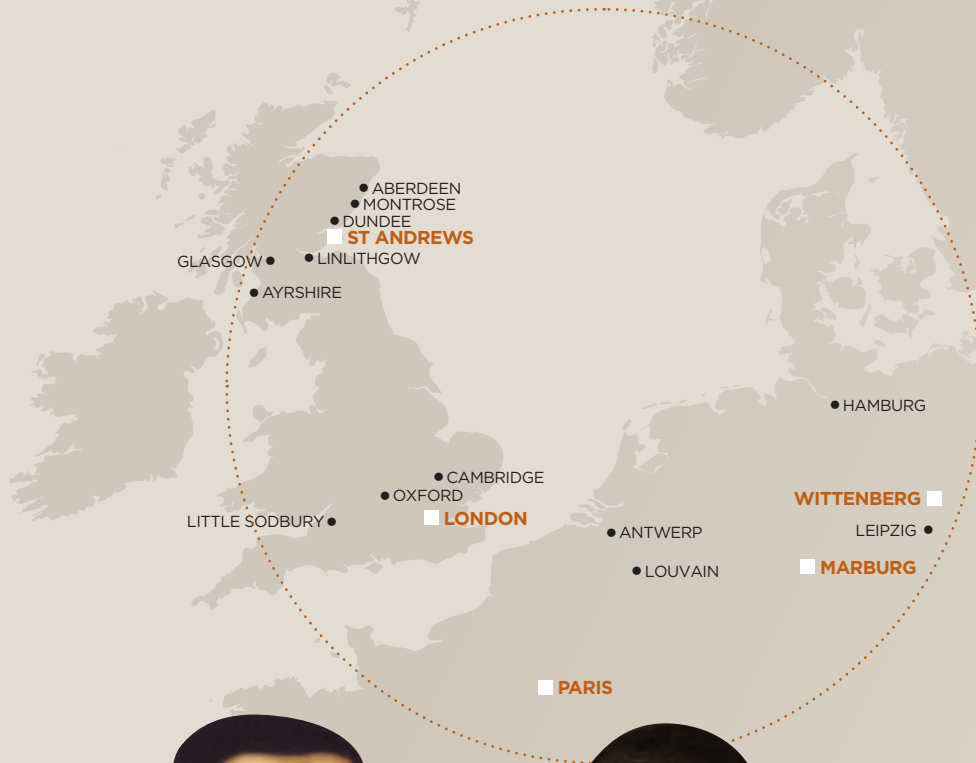 ABERDEEN
MONTROSE
DUNDEE
ST ANDREWS
GLASGOW
LINLITHGOW
AYRSHIRE
HAMBURG
CAMBRIDGE
OXFORD
WITTENBERG
LITTLE SODBURY
LONDON
LEIPZIG
ANTWERP
MARBURG
LOUVAIN
PARIS